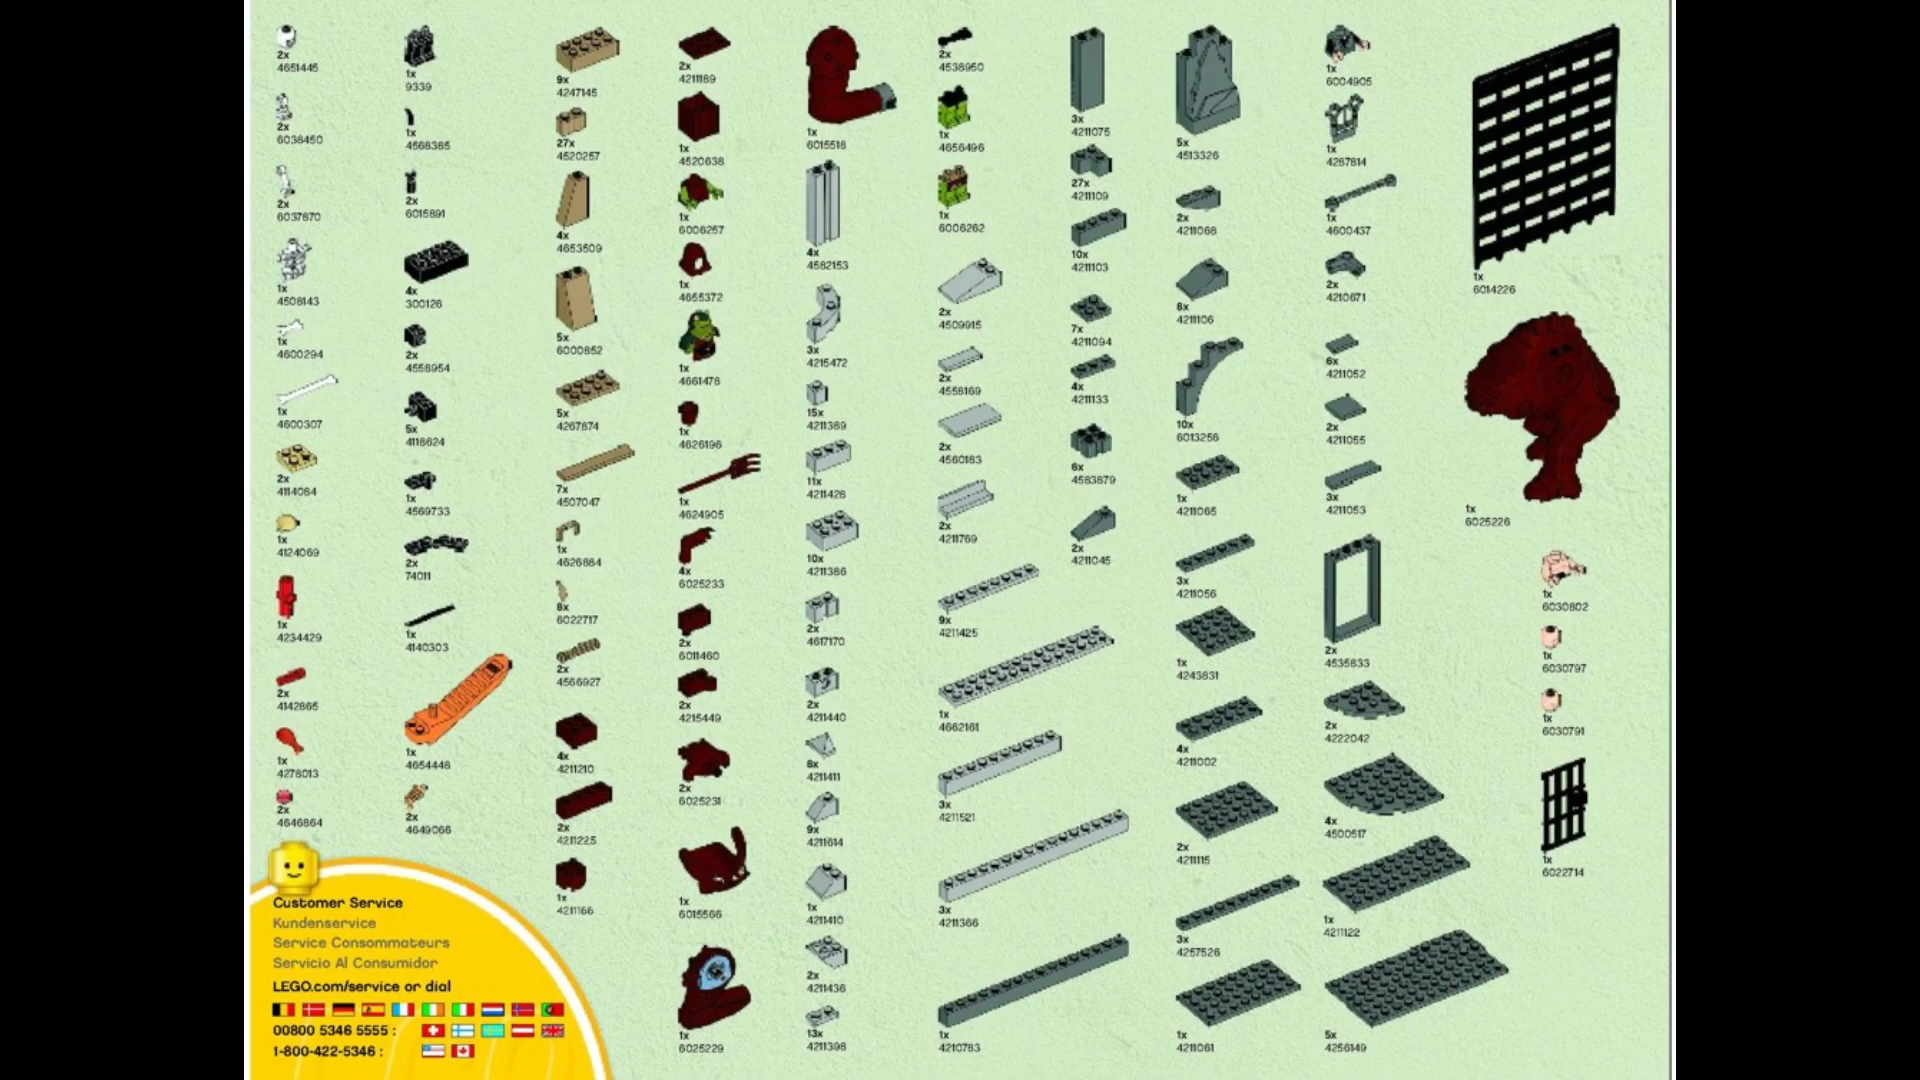 2x
4651445
2x
6038450
2x
6037870
1x
4508143
1x
4600294
1x
4600307
2x
4114084
1x
4124069
1x
4234429
2x
4142865
1x
4278013
2x
4646864
1x
9339
1x
4568385
2x
6015891
4x
300126
2x
4558954
5x
4118624
1x
4569733
2x
74011
1x
4140303
1x
4654448
2x
4649066
9x
4247145
27x
4520257
4x
4653509
5x
6000852
5x
4267874
7x
4507047
1x
4626884
8x
6022717
2x
4566927
4x
4211210
2x
4211225
1x
4211166
2x
4211189
1x
4520638
1x
6006257
1x
4655372
1x
4661478
1x
4626196
1x
4624905
4x
6025233
2x
6011460
2x
4215449
2x
6025231
1x
6015566
1x
6025229
1x
6015518
4x
4582153
3x
4215472
15x
4211389
11x
4211428
10x
4211386
2x
4617170
2x
4211440
8x
4211411
9x
4211614
1x
4211410
2x
4211436
13x
4211398
2x
4538950
1x
4656496
1x
6006262
2x
4509915
2x
4558169
2x
4560183
2x
4211769
9x
4211425
1x
4662161
3x
4211521
3x
4211366
1x
4210783
3x
4211075
27x
4211109
10x
4211103
7x
4211094
4x
4211133
6x
4583879
2x
4211045
5x
4513326
2x
4211068
6x
4211106
10x
6013256
1x
4211065
3x
4211056
1x
4243831
4x
4211002
2x
4211115
3x
4257526
1x
4211061
1x
6004905
1x
4287814
1x
4600437
2x
4210671
6x
4211052
2x
4211055
3x
4211053
2x
4535833
2x
4222042
4x
4500517
1x
4211122
5x
4256149
1x
6014226
1x
6025226
1x
6030802
1x
6030797
1x
6030791
1x
6022714
Customer Service
Kundenservice
Service Consommateurs
Servicio Al Consumidor
LEGO.com/service or dial
00800 5346 5555 :
1-800-422-5346 :